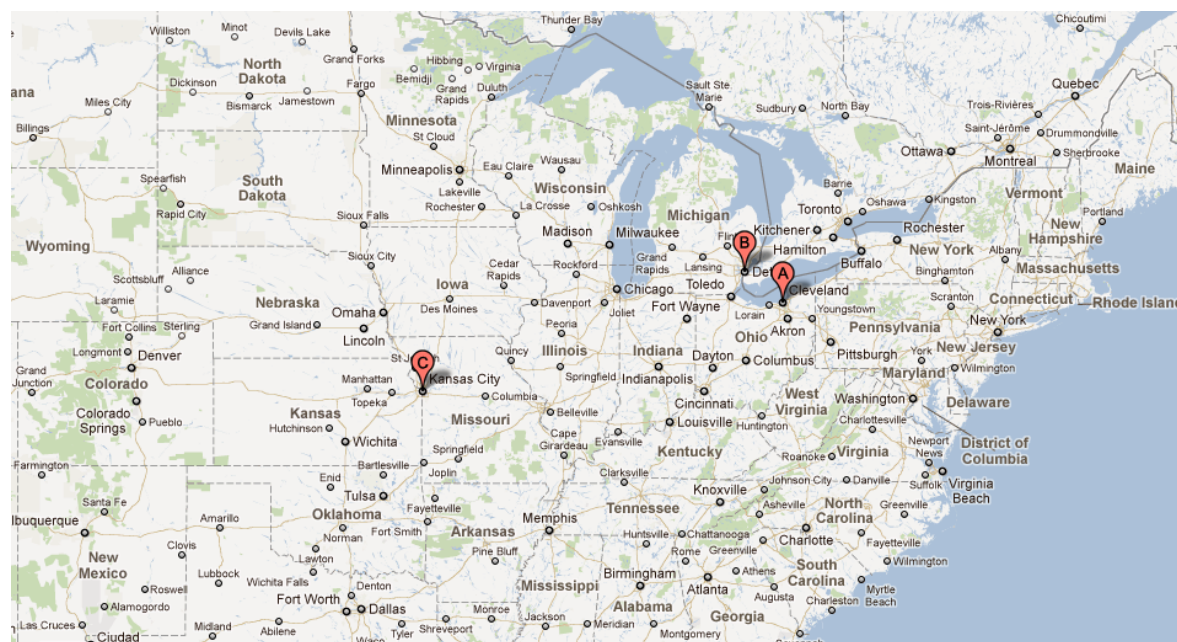 Thunder Bay
Chicoutimi
Williston
Minot
Devils Lake
Grand Forks
Hibbing
Virginia
Bemidji
Grand
Rapids
Duluth
North
Dakota
Dickinson
Jamestown
Bismarck
Fargo
Miles City
Billings
Minnesota
St Cloud
Sault Ste
Marie
Sudbury
North Bay
Quebec
Trois-Rivières
Saint-Jérôme
Drummondville
Montreal
Sherbrooke
Ottawa
Maine
Minneapolis
Eau Claire
Wausau
Lakeville
Rochester
Wisconsin
La Crosse
Oshkosh
Spearfish
Rapid City
South
Dakota
Sioux Falls
Barrie
Oshawa
Kingston
Toronto
Vermont
Portland
New
Hampshire
Michigan
Kitchener
Hamilton
Rochester
New York
Albany
Wyoming
Madison
Milwaukee
Grand
Rapids
Lansing
B
Buffalo
Binghamton
Massachusetts
Sioux City
Cedar
Rapids
Rockford
Chicago
Toledo
A
Cleveland
Scranton
Connecticut
Rhode Island
Scottsbluff
Alliance
Nebraska
Iowa
Des Moines
Davenport
Joliet
Fort Wayne
Lorain
Youngstown
Laramie
Fort Collins
Sterling
Grand Island
Omaha
Lincoln
Peoria
Ohio
Akron
Pennsylvania
New York
Longmont
Denver
Illinois
Indiana
Dayton
Columbus
Pittsburgh
York
New Jersey
Wilmington
Grand
Junction
Colorado
Manhattan
C
Kansas City
Topeka
Quincy
Columbia
Springfield
Indianapolis
Cincinnati
West
Virginia
Maryland
Washington
Delaware
Colorado
Springs
Pueblo
Kansas
Hutchinson
Wichita
Missouri
Belleville
Cape
Girardeau
Evansville
Louisville
Huntington
Charlottesville
District of
Columbia
Farmington
Bartlesville
Springfield
Joplin
Kentucky
Clarksville
Roanoke
Virginia
Newport
News
Suffolk
Virginia
Beach
Santa Fe
Enid
Tulsa
Fayetteville
Knoxville
Johnson City
Danville
Amarillo
Oklahoma
Norman
Fort Smith
Arkansas
Memphis
Tennessee
Asheville
North
Carolina
Greenville
New
Mexico
Clovis
Lawton
Pine Bluff
Huntsville
Chattanooga
Rome
Greenville
Charlotte
Fayetteville
Wilmington
Roswell
Lubbock
Wichita Falls
Denton
Mississippi
Birmingham
Atlanta
Athens
South
Carolina
Myrtle
Beach
Alamogordo
Fort Worth
Dallas
Monroe
Alabama
Augusta
Charleston
Las Cruces
Ciudad
Midland
Abilene
Tyler
Shreveport
Jackson
Meridian
Montgomery
Georgia